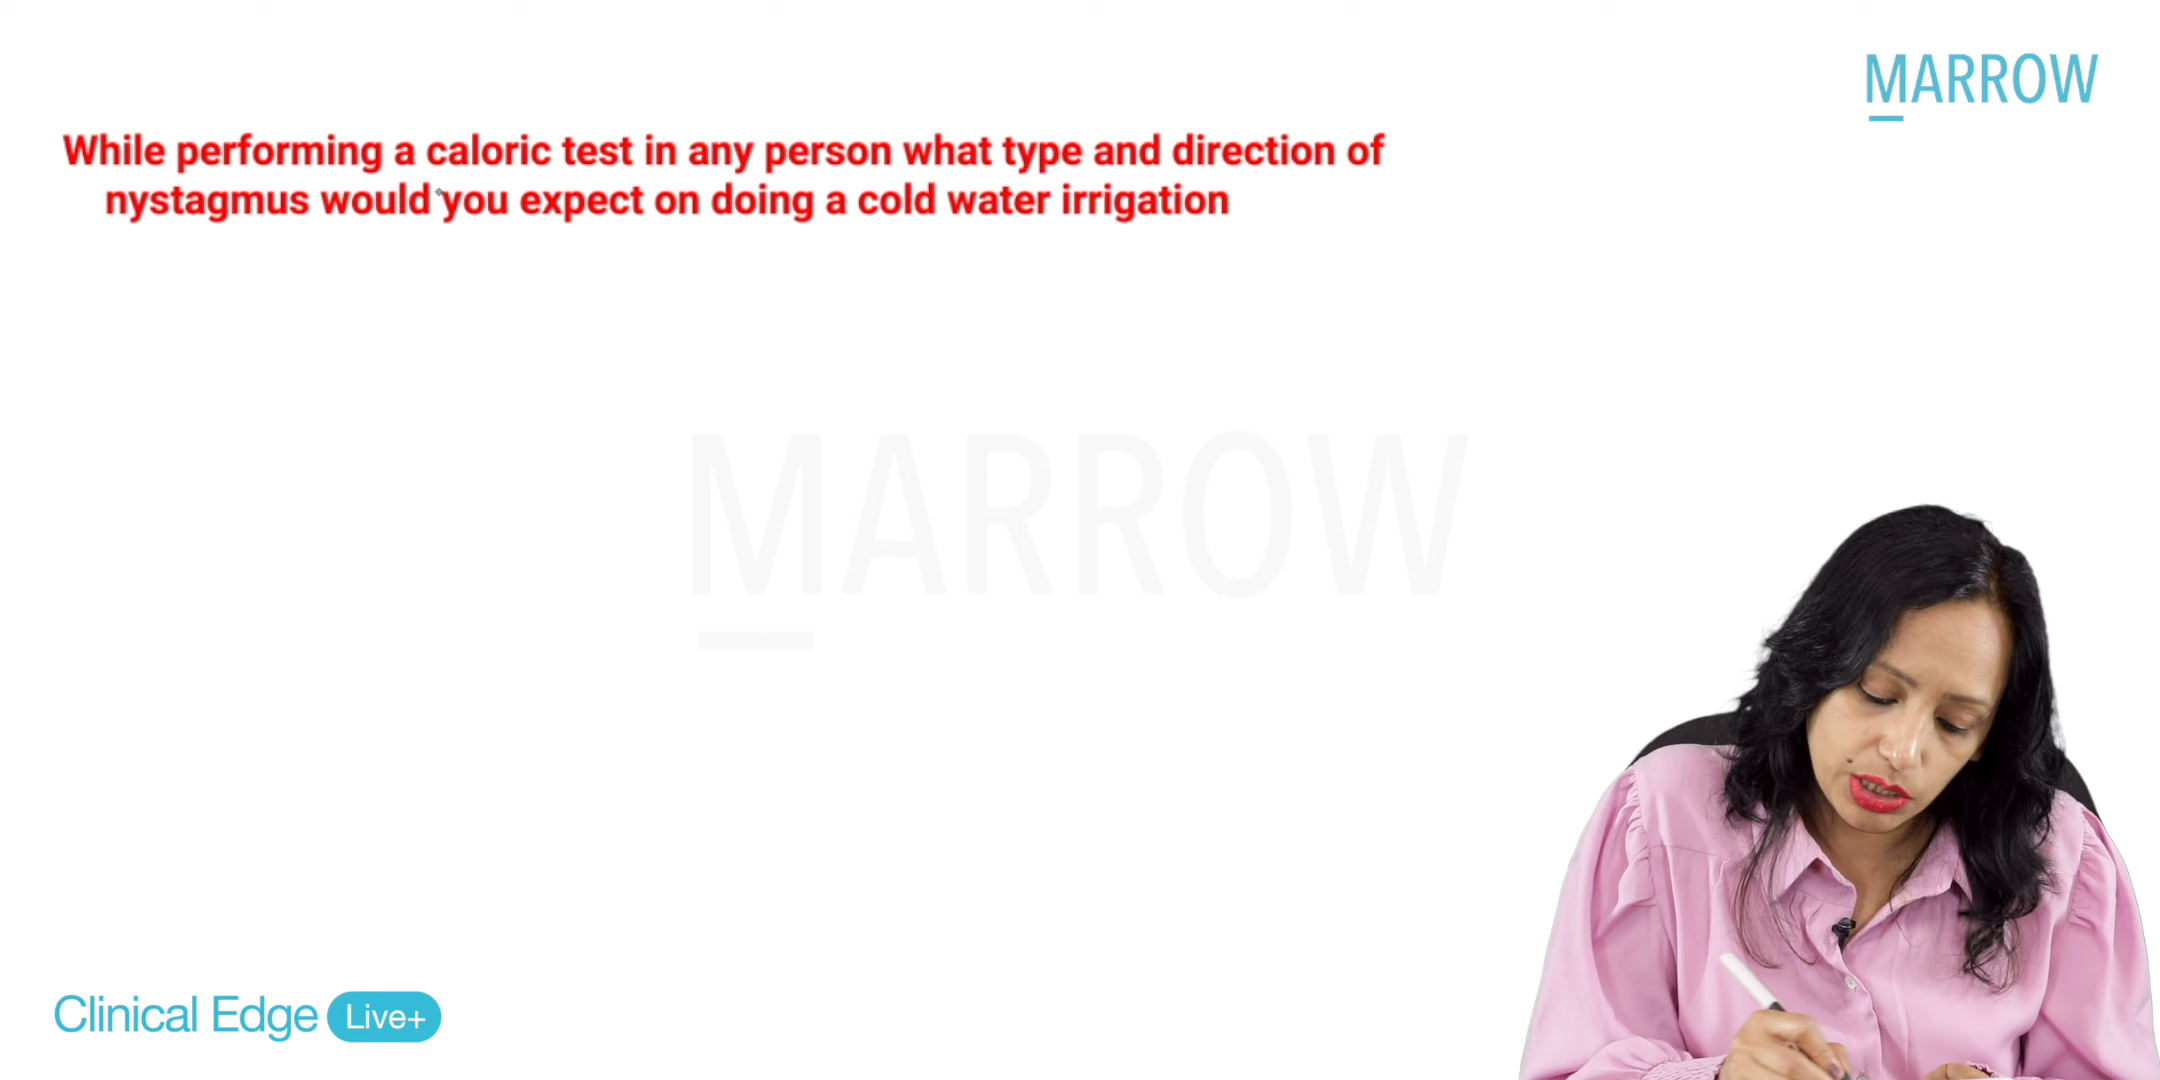 MARROW
While performing a caloric test in any person what type and direction of
nystagmus would you expect on doing a cold water irrigation
MARROW
Clinical Edge Live+